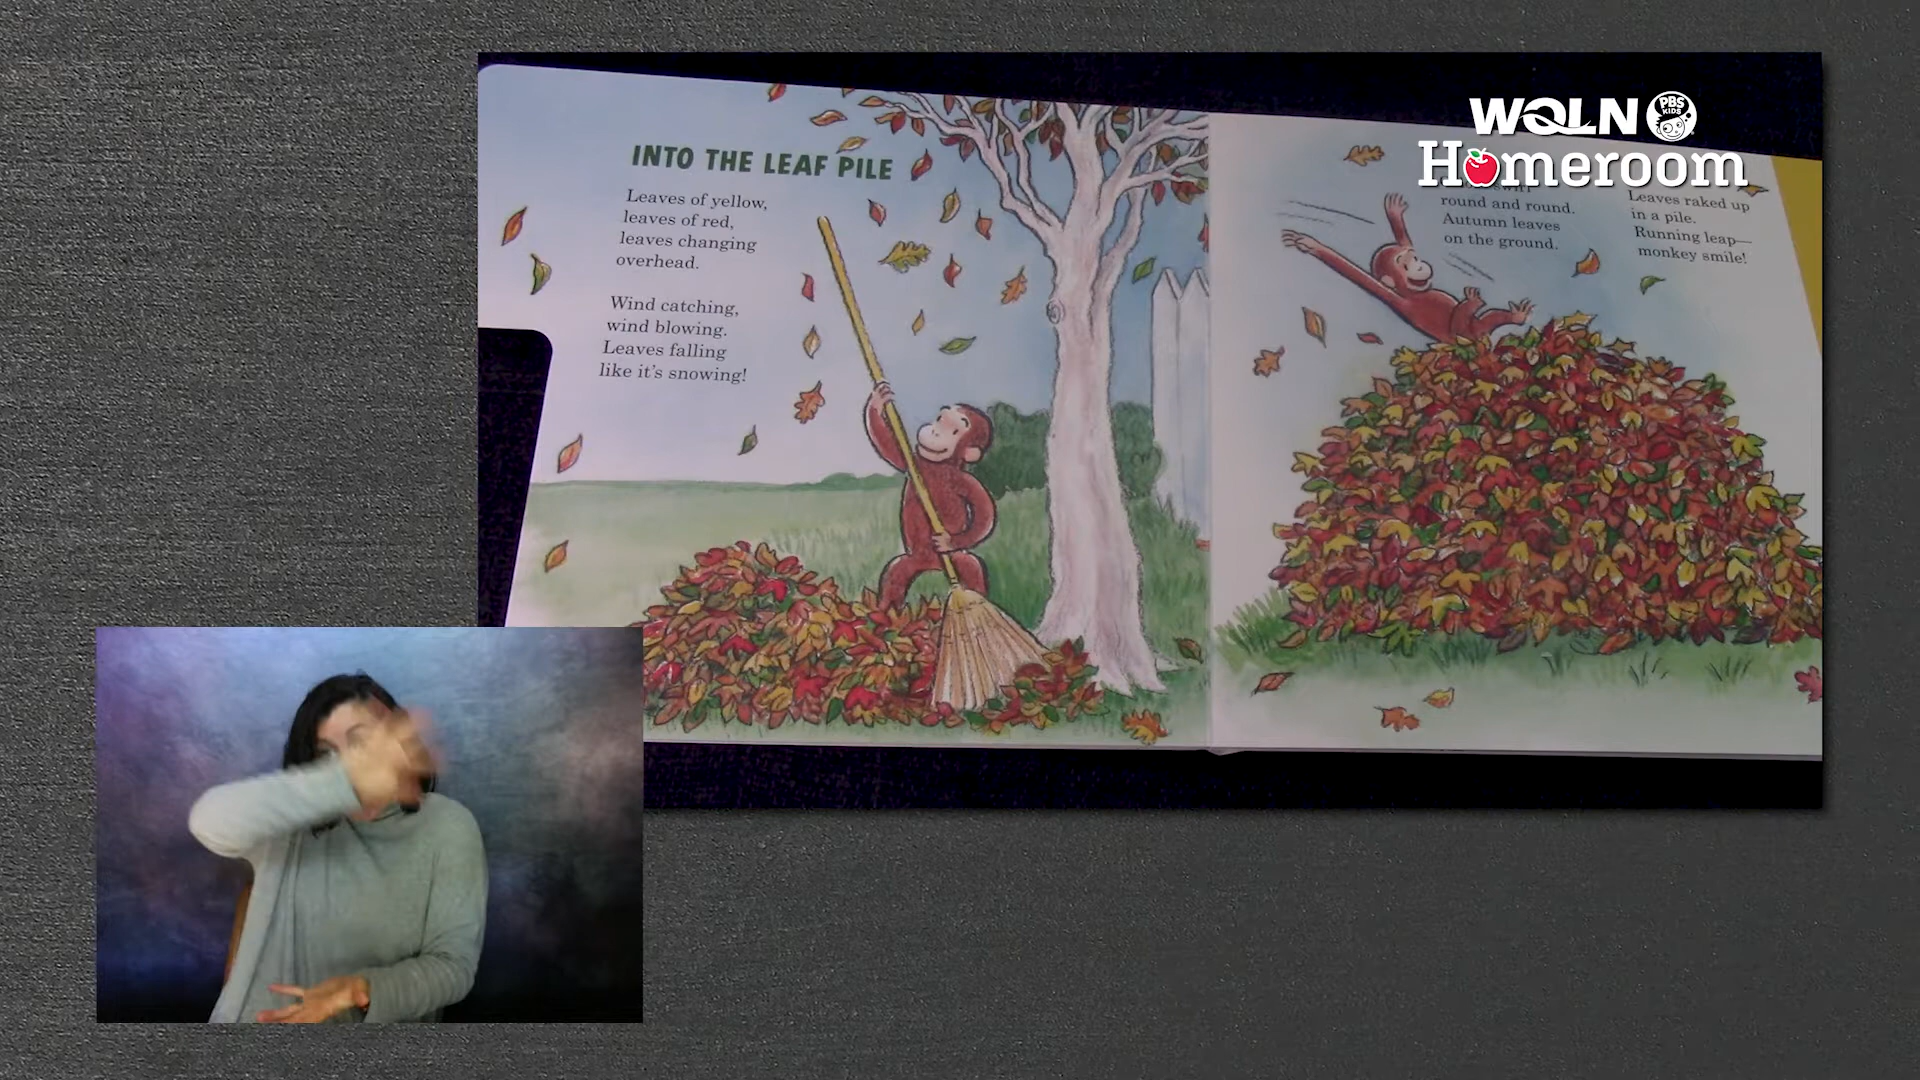 INTO THE LEAF PILE
Leaves of yellow,
leaves of red,
leaves changing
overhead.
Wind catching,
wind blowing.
Leaves falling
like it's snowing!
round and round.
Autumn leaves
on the ground.
Leaves raked up
in a pile.
Running leap—
monkey smile!
WQLN PBS KIDS
Homeroom